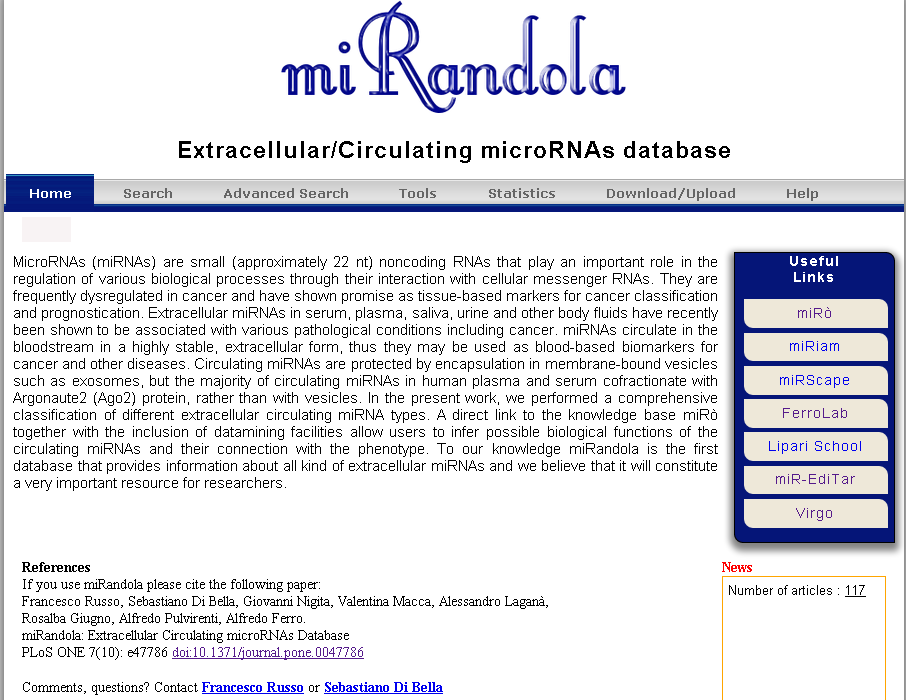 miRandola
Extracellular/Circulating microRNAs database
Home Search Advanced Search Tools Statistics Download/Upload Help
MicroRNAs (miRNAs) are small (approximately 22 nt) noncoding RNAs that play an important role in the
regulation of various biological processes through their interaction with cellular messenger RNAs. They are
frequently dysregulated in cancer and have shown promise as tissue-based markers for cancer classification
and prognostication. Extracellular miRNAs in serum, plasma, saliva, urine and other body fluids have recently
been shown to be associated with various pathological conditions including cancer. miRNAs circulate in the
bloodstream in a highly stable, extracellular form, thus they may be used as blood-based biomarkers for
cancer and other diseases. Circulating miRNAs are protected by encapsulation in membrane-bound vesicles
such as exosomes, but the majority of circulating miRNAs in human plasma and serum cofractionate with
Argonaute2 (Ago2) protein, rather than with vesicles. In the present work, we performed a comprehensive
classification of different extracellular circulating miRNA types. A direct link to the knowledge base miRò
together with the inclusion of datamining facilities allow users to infer possible biological functions of the
circulating miRNAs and their connection with the phenotype. To our knowledge miRandola is the first
database that provides information about all kind of extracellular miRNAs and we believe that it will constitute
a very important resource for researchers.
Useful
Links
miRò
miRiam
miRScape
FerroLab
Lipari School
miR-EdiTar
Virgo
References
If you use miRandola please cite the following paper:
Francesco Russo, Sebastiano Di Bella, Giovanni Nigita, Valentina Macca, Alessandro Laganà,
Rosalba Giugno, Alfredo Pulvirenti, Alfredo Ferro.
miRandola: Extracellular Circulating microRNAs Database
PLoS ONE 7(10): e47786 doi:10.1371/journal.pone.0047786
Comments, questions? Contact Francesco Russo or Sebastiano Di Bella
News
Number of articles : 117